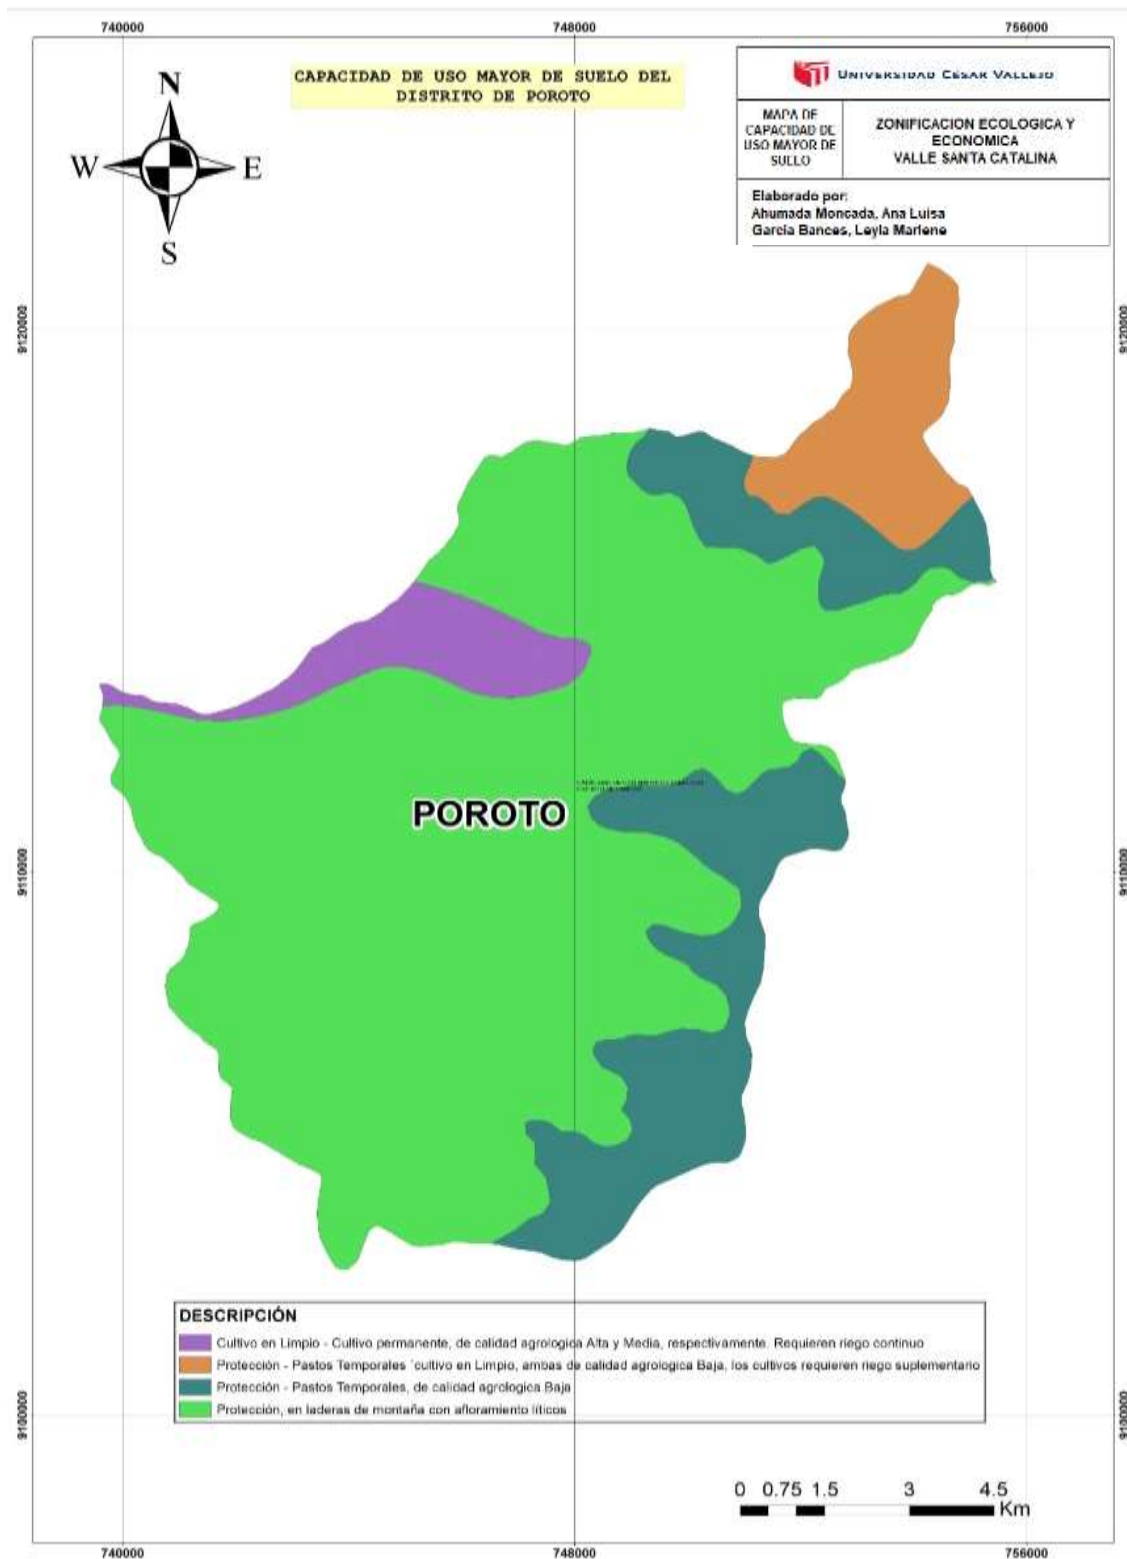 740000 748000 756000
CAPACIDAD DE USO MAYOR DE SUELO DEL
DISTRITO DE POROTO
UNIVERSIDAD CÉSAR VALLEJO
MAPA DE
CAPACIDAD DE
USO MAYOR DE
SUELO
ZONIFICACION ECOLOGICA Y
ECONOMICA
VALLE SANTA CATALINA
Elaborado por:
Ahumada Moncada, Ana Luisa
García Bances, Leyla Marlene
N
W E
S
9120000 9120000
POROTO
9110000 9110000
DESCRIPCIÓN
Cultivo en Limpio - Cultivo permanente, de calidad agrologica Alta y Media, respectivamente. Requieren riego continuo
Protección - Pastos Temporales ´cultivo en Limpio, ambas de calidad agrologica Baja, los cultivos requieren riego suplementario
Protección - Pastos Temporales, de calidad agrologica Baja
Protección, en laderas de montaña con afloramiento líticos
9100000 9100000
0 0.75 1.5 3 4.5
Km
740000 748000 756000